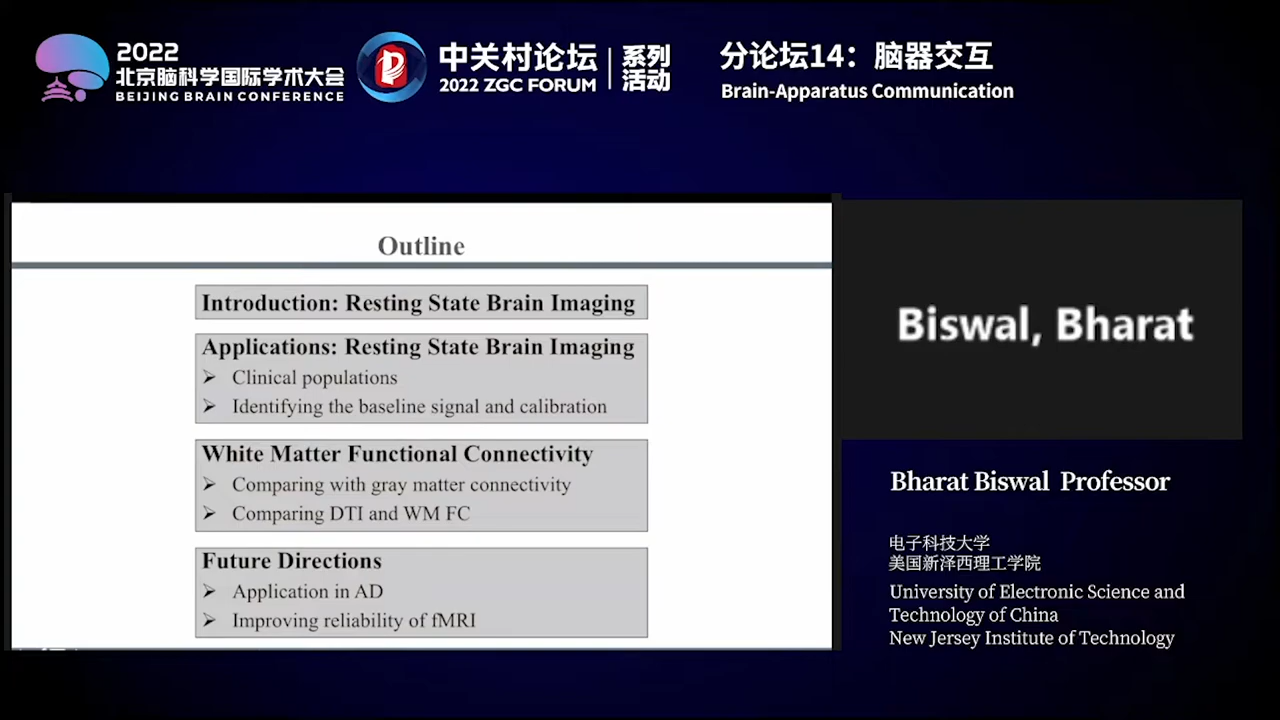 2022
北京脑科学国际学术大会
BEIJING BRAIN CONFERENCE
中关村论坛
2022 ZGC FORUM
系列
活动
分论坛14：脑器交互
Brain-Apparatus Communication
Outline
Introduction: Resting State Brain Imaging
Applications: Resting State Brain Imaging
➢ Clinical populations
➢ Identifying the baseline signal and calibration
White Matter Functional Connectivity
➢ Comparing with gray matter connectivity
➢ Comparing DTI and WM FC
Future Directions
➢ Application in AD
➢ Improving reliability of fMRI
Biswal, Bharat
Bharat Biswal Professor
电子科技大学
美国新泽西理工学院
University of Electronic Science and
Technology of China
New Jersey Institute of Technology